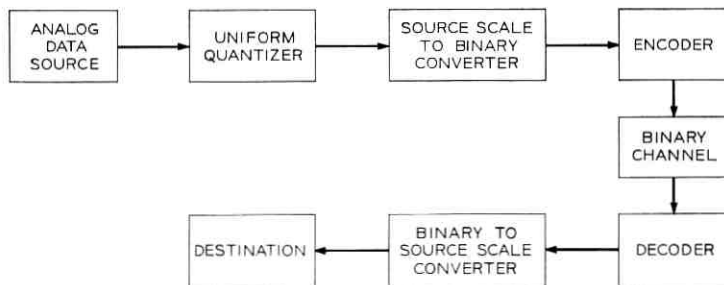 ANALOG
DATA
SOURCE
UNIFORM
QUANTIZER
SOURCE SCALE
TO BINARY
CONVERTER
ENCODER
BINARY
CHANNEL
DECODER
BINARY TO
SOURCE SCALE
CONVERTER
DESTINATION